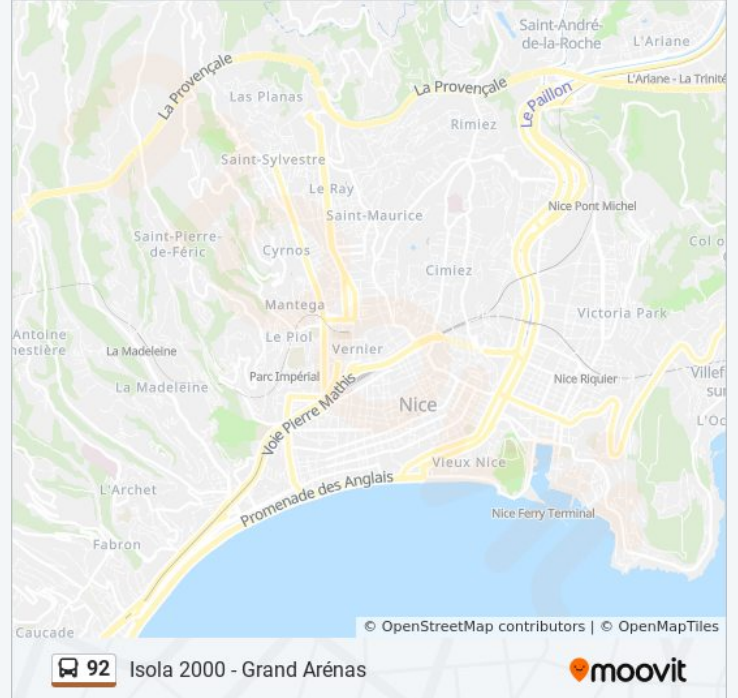 Saint-André-
de-la-Roche
L'Ariane
La Provençale
La Provençale
L'Ariane - La Trinité
Las Planas
Le Paillon
Rimiez
Saint-Sylvestre
Le Ray
Nice Pont Michel
Saint-Maurice
Saint-Pierre-
de-Féric
Cyrnos
Col o
Cimiez
Mantega
Victoria Park
Antoine
nestière
Le Piol
La Madeleine
Vernier
Parc Impérial
Nice Riquier
Villef
sur
La Madeleine
Voie Pierre Mathis
Nice
L'Oc
Vieux Nice
L'Archet
Promenade des Anglais
Nice Ferry Terminal
Fabron
Caucade
© OpenStreetMap contributors | © OpenMapTiles
92 Isola 2000 - Grand Arénas
moovit